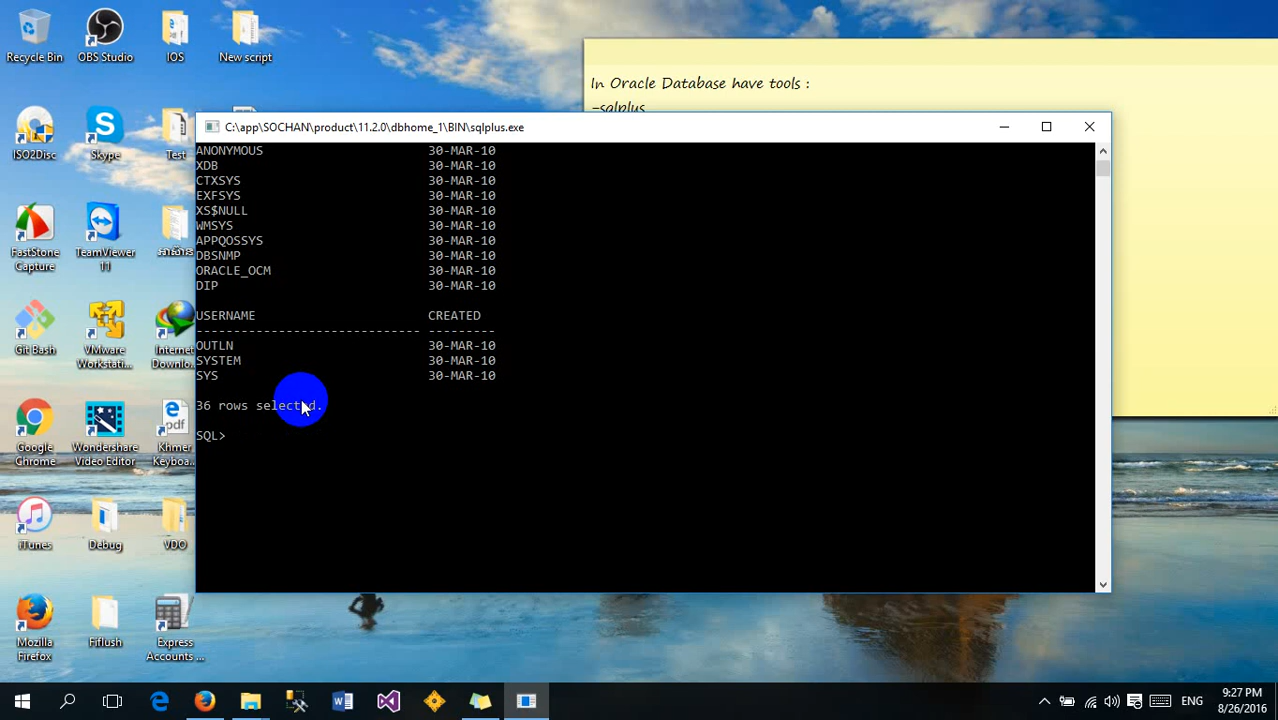 Recycle Bin
OBS Studio
IOS
New script
ISO2Disc
Skype
Test
FastStone
Capture
TeamViewer
11
Git Bash
VMware
Workstati...
Internet
Downlo...
Google
Chrome
Wondershare
Video Editor
Khmer
Keyboa...
iTunes
Debug
VDO
Mozilla
Firefox
Fiflush
Express
Accounts ...
In Oracle Database have tools :
-sqlplus
C:\app\SOCHAN\product\11.2.0\dbhome_1\BIN\sqlplus.exe
ANONYMOUS 30-MAR-10
XDB 30-MAR-10
CTXSYS 30-MAR-10
EXFSYS 30-MAR-10
XS$NULL 30-MAR-10
WMSYS 30-MAR-10
APPQOSSYS 30-MAR-10
DBSNMP 30-MAR-10
ORACLE_OCM 30-MAR-10
DIP 30-MAR-10
USERNAME CREATED
------------------------------ ---------
OUTLN 30-MAR-10
SYSTEM 30-MAR-10
SYS 30-MAR-10
36 rows selected.
SQL>
ENG
9:27 PM
8/26/2016